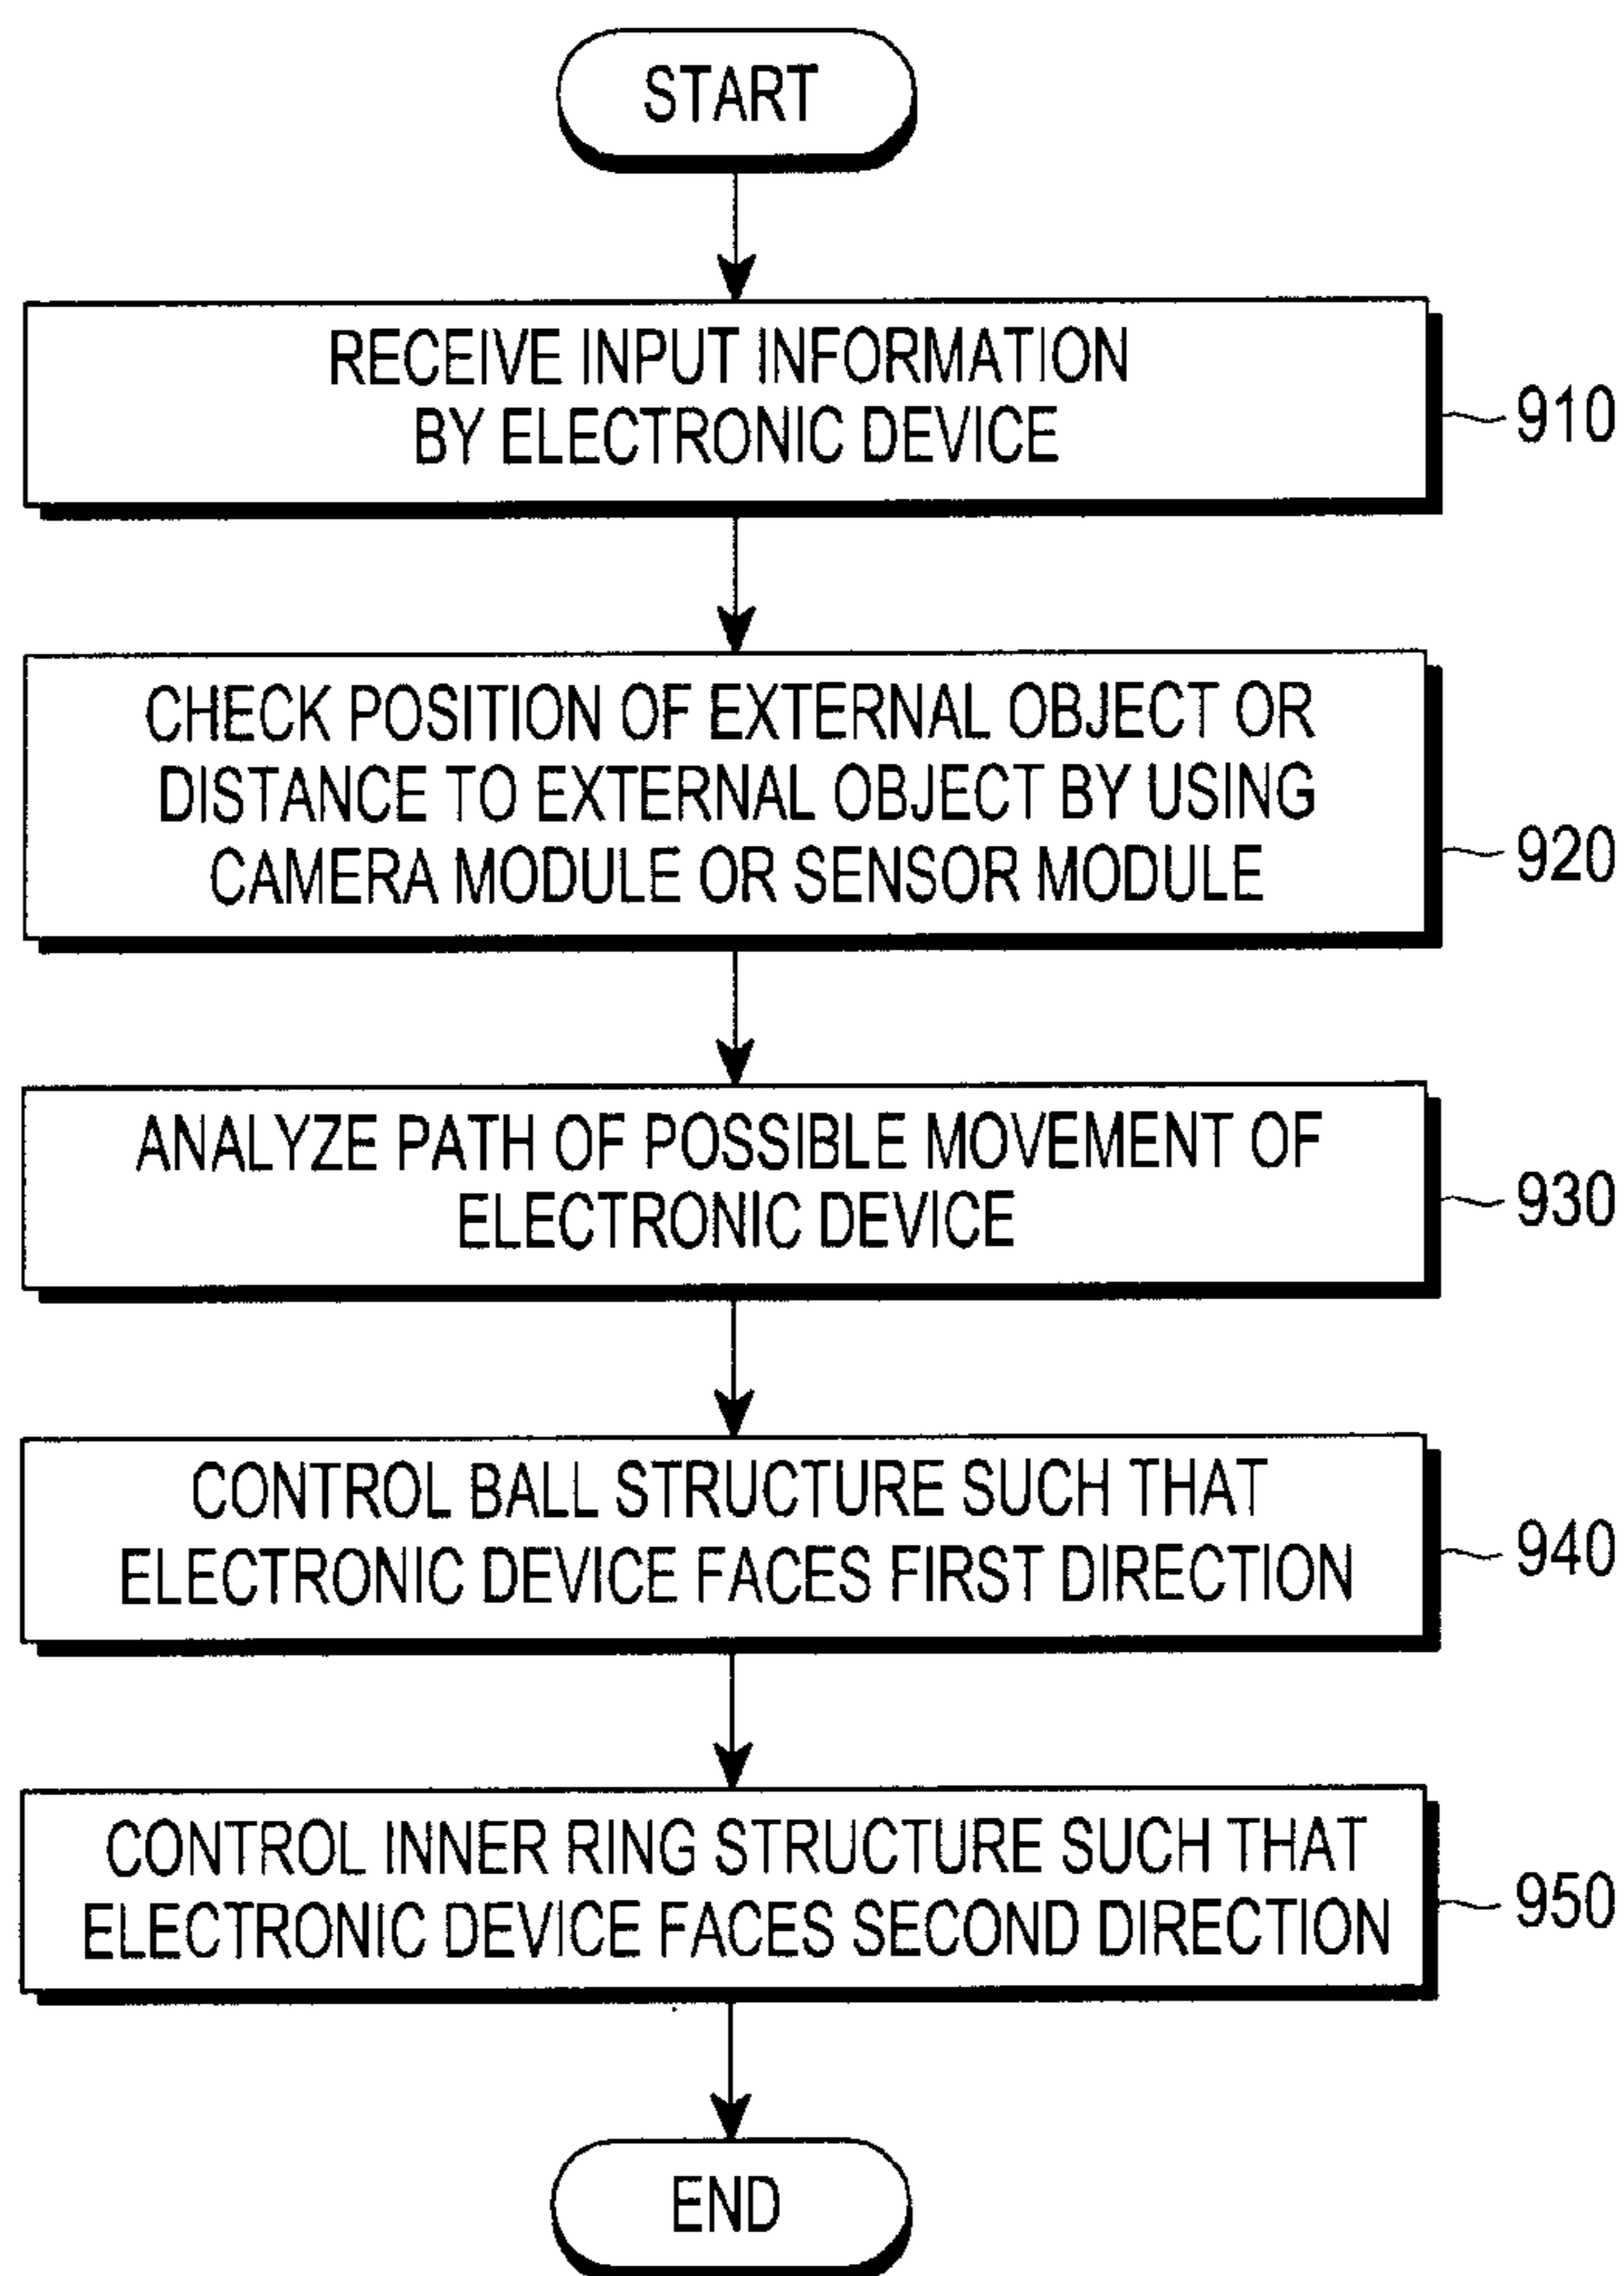 START
RECEIVE INPUT INFORMATION
BY ELECTRONIC DEVICE
910
CHECK POSITION OF EXTERNAL OBJECT OR
DISTANCE TO EXTERNAL OBJECT BY USING
CAMERA MODULE OR SENSOR MODULE
920
ANALYZE PATH OF POSSIBLE MOVEMENT OF
ELECTRONIC DEVICE
930
CONTROL BALL STRUCTURE SUCH THAT
ELECTRONIC DEVICE FACES FIRST DIRECTION
940
CONTROL INNER RING STRUCTURE SUCH THAT
ELECTRONIC DEVICE FACES SECOND DIRECTION
950
END